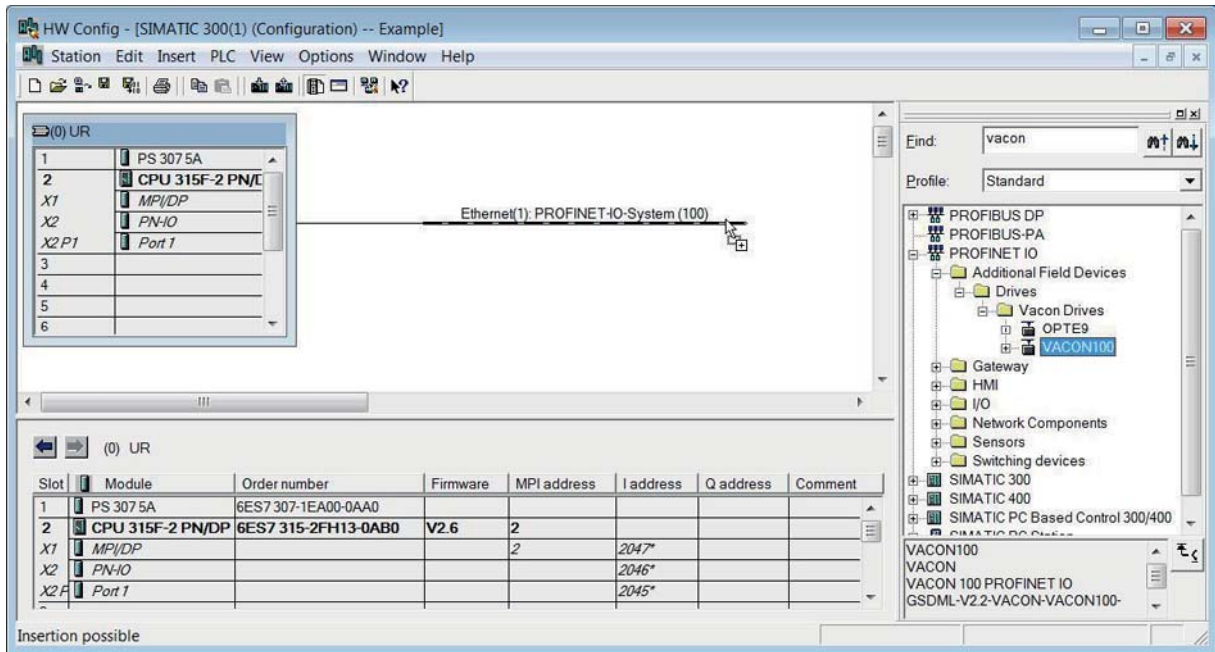 HW Config - [SIMATIC 300(1) (Configuration) -- Example]
Station Edit Insert PLC View Options Window Help
(0) UR
1 PS 307 5A
2 CPU 315F-2 PN/D
X1 MPI/DP
X2 PN-IO
X2 P1 Port 1
3
4
5
6
Ethernet(1): PROFINET-IO-System (100)
(0) UR
Slot Module Order number Firmware MPI address I address Q address Comment
1 PS 307 5A 6ES7 307-1EA00-0AA0
2 CPU 315F-2 PN/DP 6ES7 315-2FH13-0AB0 V2.6 2
X1 MPI/DP 2 2047*
X2 PN-IO 2046*
X2 P Port 1 2045*
Find: vacon
Profile: Standard
PROFIBUS DP
PROFIBUS-PA
PROFINET IO
Additional Field Devices
Drives
Vacon Drives
OPTE9
VACON100
Gateway
HMI
I/O
Network Components
Sensors
Switching devices
SIMATIC 300
SIMATIC 400
SIMATIC PC Based Control 300/400
SIMATIC PC Station
VACON100
VACON
VACON 100 PROFINET IO
GSDML-V2.2-VACON-VACON100-
Insertion possible